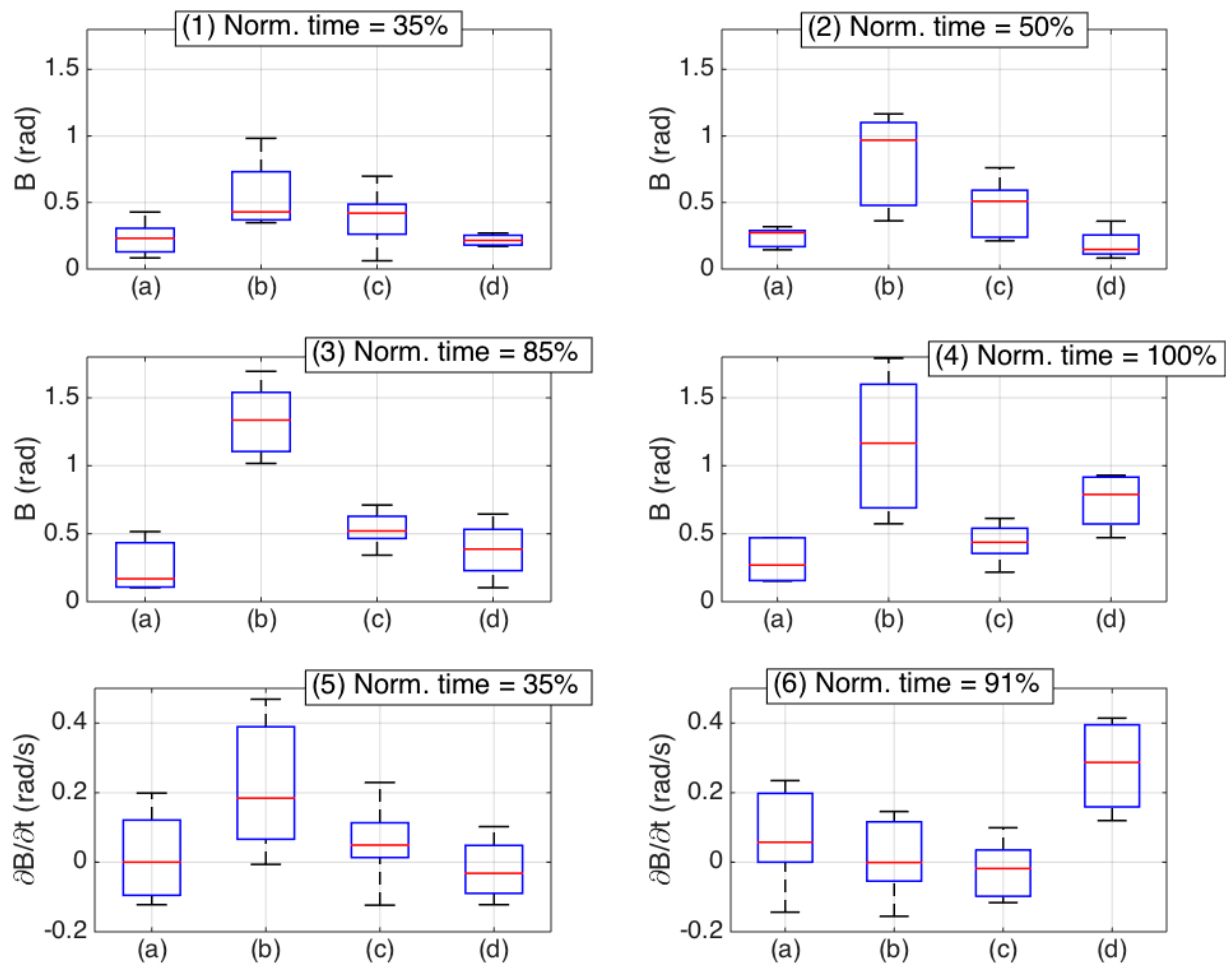 (1) Norm. time = 35%
B (rad)
1.5
1
0.5
0
(a) (b) (c) (d)
(2) Norm. time = 50%
B (rad)
1.5
1
0.5
0
(a) (b) (c) (d)
(3) Norm. time = 85%
B (rad)
1.5
1
0.5
0
(a) (b) (c) (d)
(4) Norm. time = 100%
B (rad)
1.5
1
0.5
0
(a) (b) (c) (d)
(5) Norm. time = 35%
∂B/∂t (rad/s)
0.4
0.2
0
-0.2
(a) (b) (c) (d)
(6) Norm. time = 91%
∂B/∂t (rad/s)
0.4
0.2
0
-0.2
(a) (b) (c) (d)